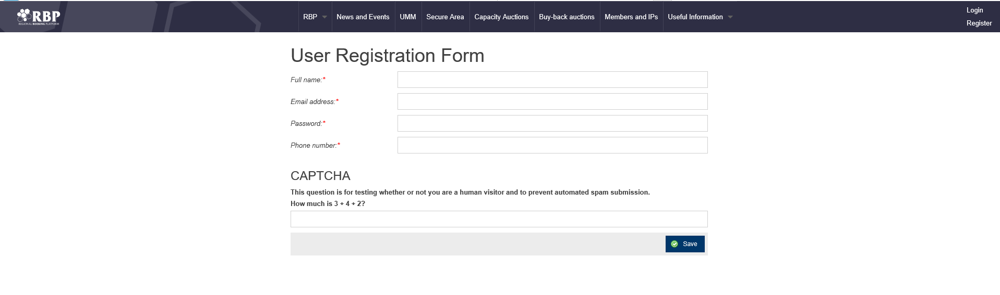 RBP
REGIONAL BOOKING PLATFORM
RBP News and Events UMM Secure Area Capacity Auctions Buy-back auctions Members and IPs Useful Information
Login
Register
User Registration Form
Full name:*
Email address:*
Password:*
Phone number:*
CAPTCHA
This question is for testing whether or not you are a human visitor and to prevent automated spam submission.
How much is 3 + 4 + 2?
Save